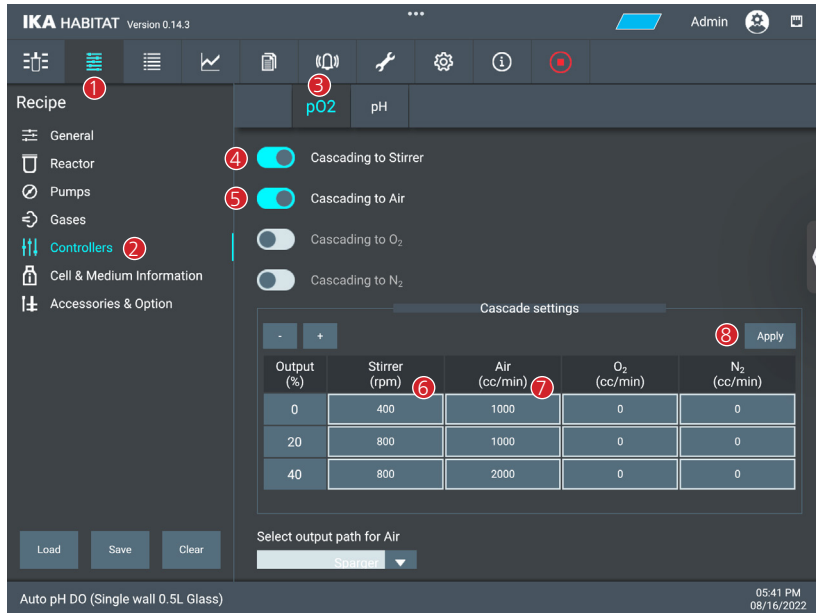 IKA HABITAT Version 0.14.3
Admin
1
3
Recipe
pO2 pH
General
Reactor
Pumps
Gases
Controllers 2
Cell & Medium Information
Accessories & Option
4 Cascading to Stirrer
5 Cascading to Air
Cascading to O₂
Cascading to N₂
Cascade settings
- + 8 Apply
Output (%) Stirrer (rpm) 6 Air (cc/min) 7 O₂ (cc/min) N₂ (cc/min)
0 400 1000 0 0
20 800 1000 0 0
40 800 2000 0 0
Select output path for Air
Sparger
Load Save Clear
Auto pH DO (Single wall 0.5L Glass)
05:41 PM
08/16/2022